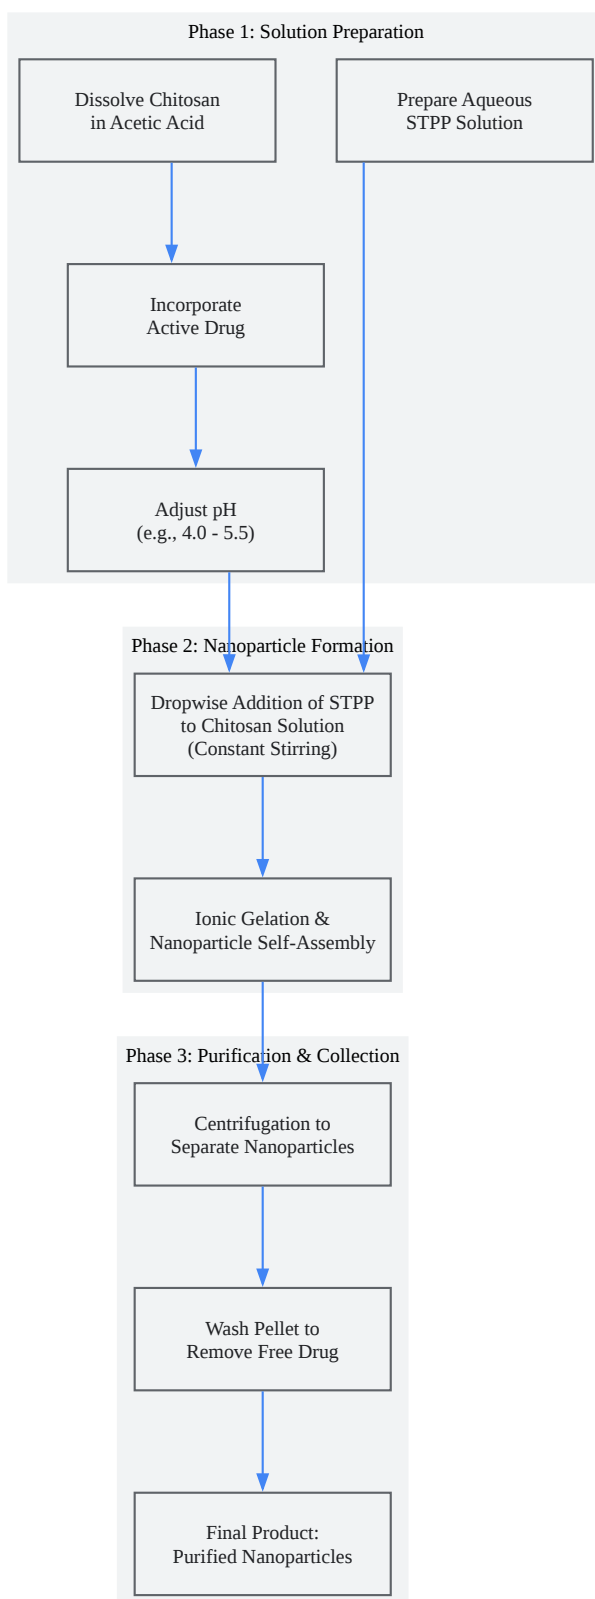 Phase 1: Solution Preparation
Dissolve Chitosan
in Acetic Acid
Prepare Aqueous
STPP Solution
Incorporate
Active Drug
Adjust pH
(e.g., 4.0 - 5.5)
Phase 2: Nanoparticle Formation
Dropwise Addition of STPP
to Chitosan Solution
(Constant Stirring)
Ionic Gelation &
Nanoparticle Self-Assembly
Phase 3: Purification & Collection
Centrifugation to
Separate Nanoparticles
Wash Pellet to
Remove Free Drug
Final Product:
Purified Nanoparticles